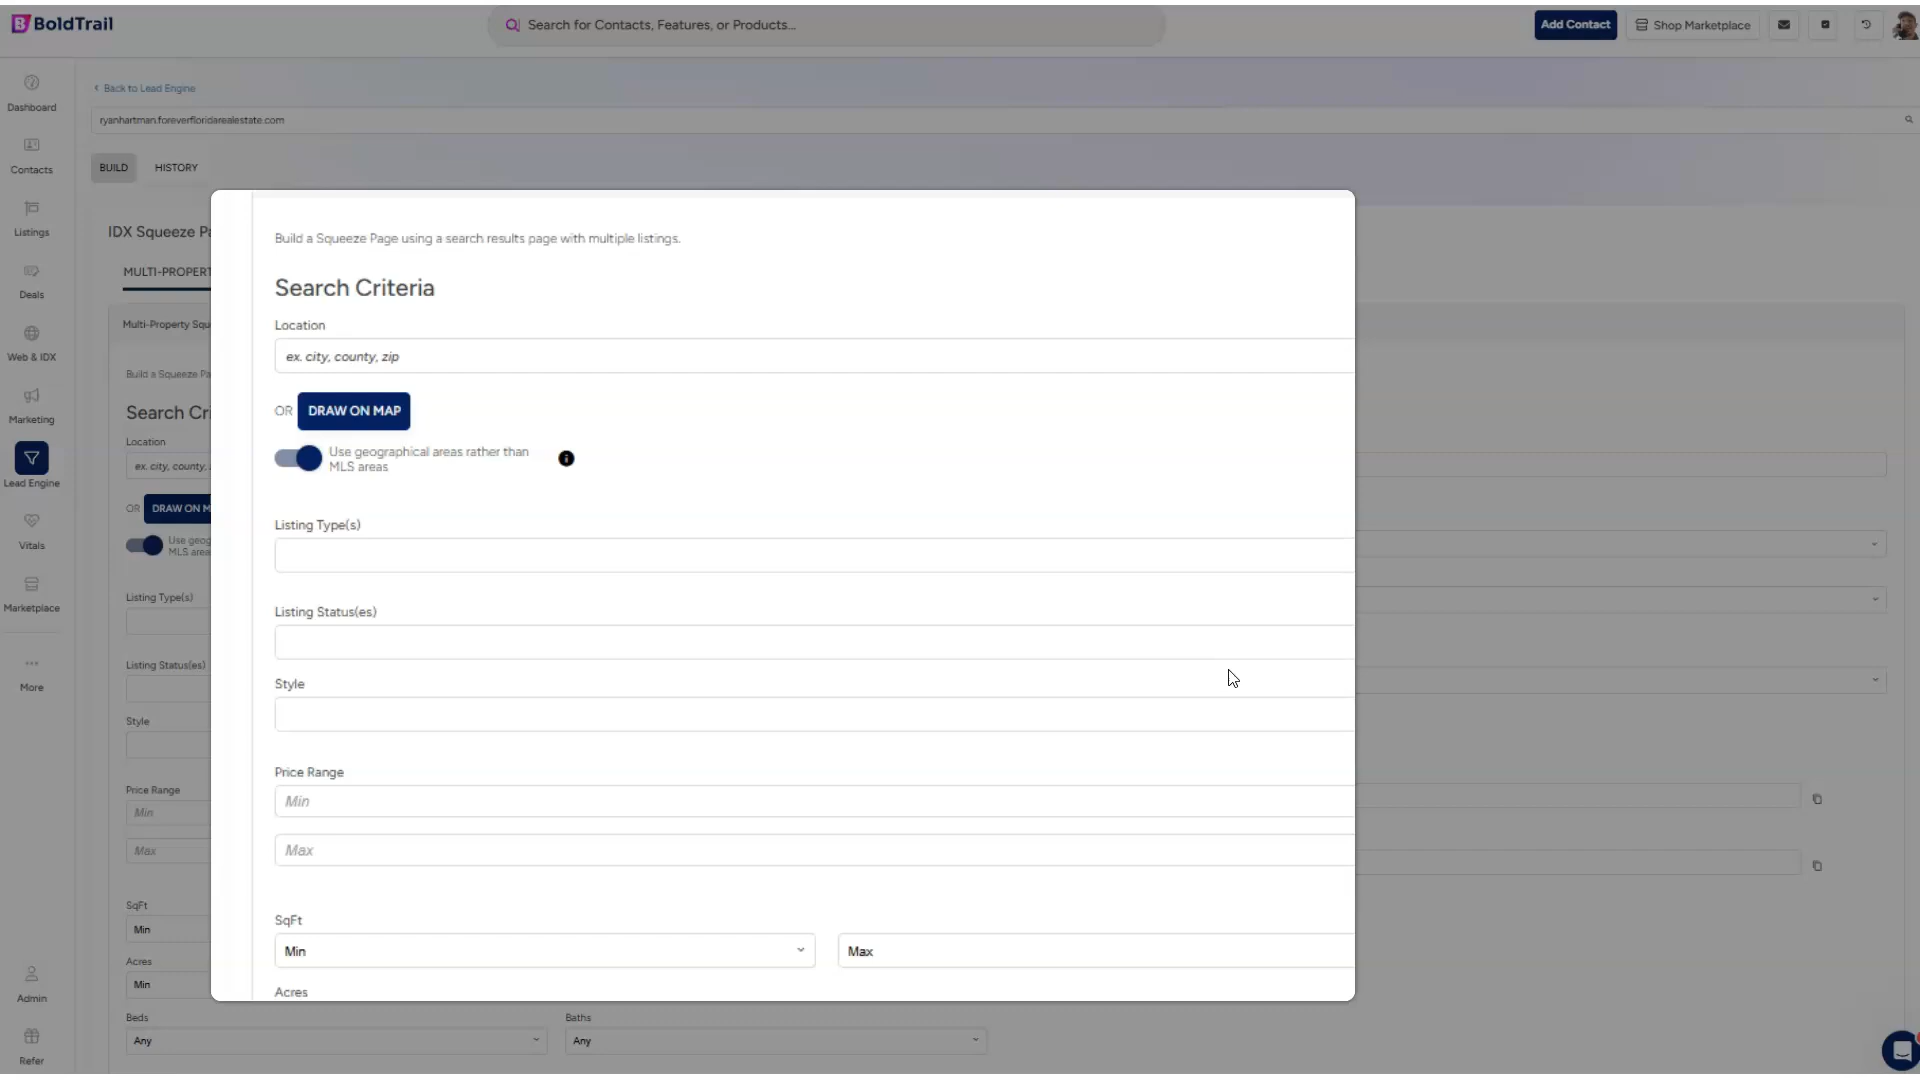 BoldTrail
Search for Contacts, Features, or Products...
Add Contact
Shop Marketplace
Dashboard
Contacts
Listings
Deals
Web & IDX
Marketing
Lead Engine
Vitals
Marketplace
More
Admin
Refer
Back to Lead Engine
ryanhartman.foreverfloridarealestate.com
BUILD
HISTORY
IDX Squeeze Pa
MULTI-PROPERT
Multi-Property Squ
Build a Squeeze Pa
Search Cri
Location
ex. city, county, z
OR
DRAW ON M
Use geog
MLS area
Listing Type(s)
Listing Status(es)
Style
Price Range
Min
Max
SqFt
Min
Acres
Min
Beds
Any
Baths
Any
Build a Squeeze Page using a search results page with multiple listings.
Search Criteria
Location
ex. city, county, zip
OR
DRAW ON MAP
Use geographical areas rather than
MLS areas
Listing Type(s)
Listing Status(es)
Style
Price Range
Min
Max
SqFt
Min
Max
Acres